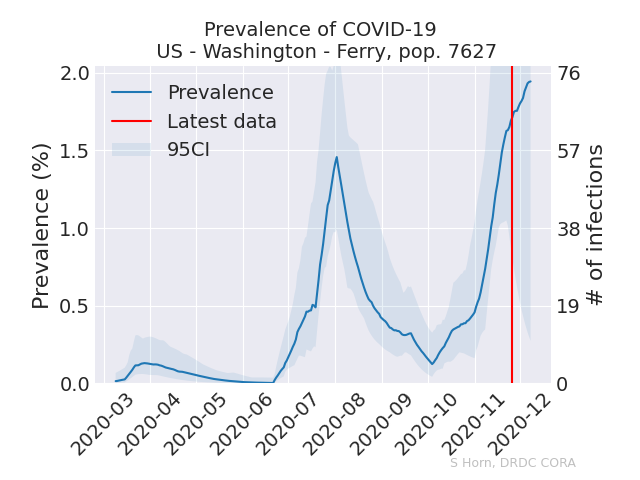 Prevalence of COVID-19
US - Washington - Ferry, pop. 7627
Prevalence
Latest data
95CI
Prevalence (%)
2.0
1.5
1.0
0.5
0.0
76
57
38
19
0
# of infections
2020-03
2020-04
2020-05
2020-06
2020-07
2020-08
2020-09
2020-10
2020-11
2020-12
S Horn, DRDC CORA